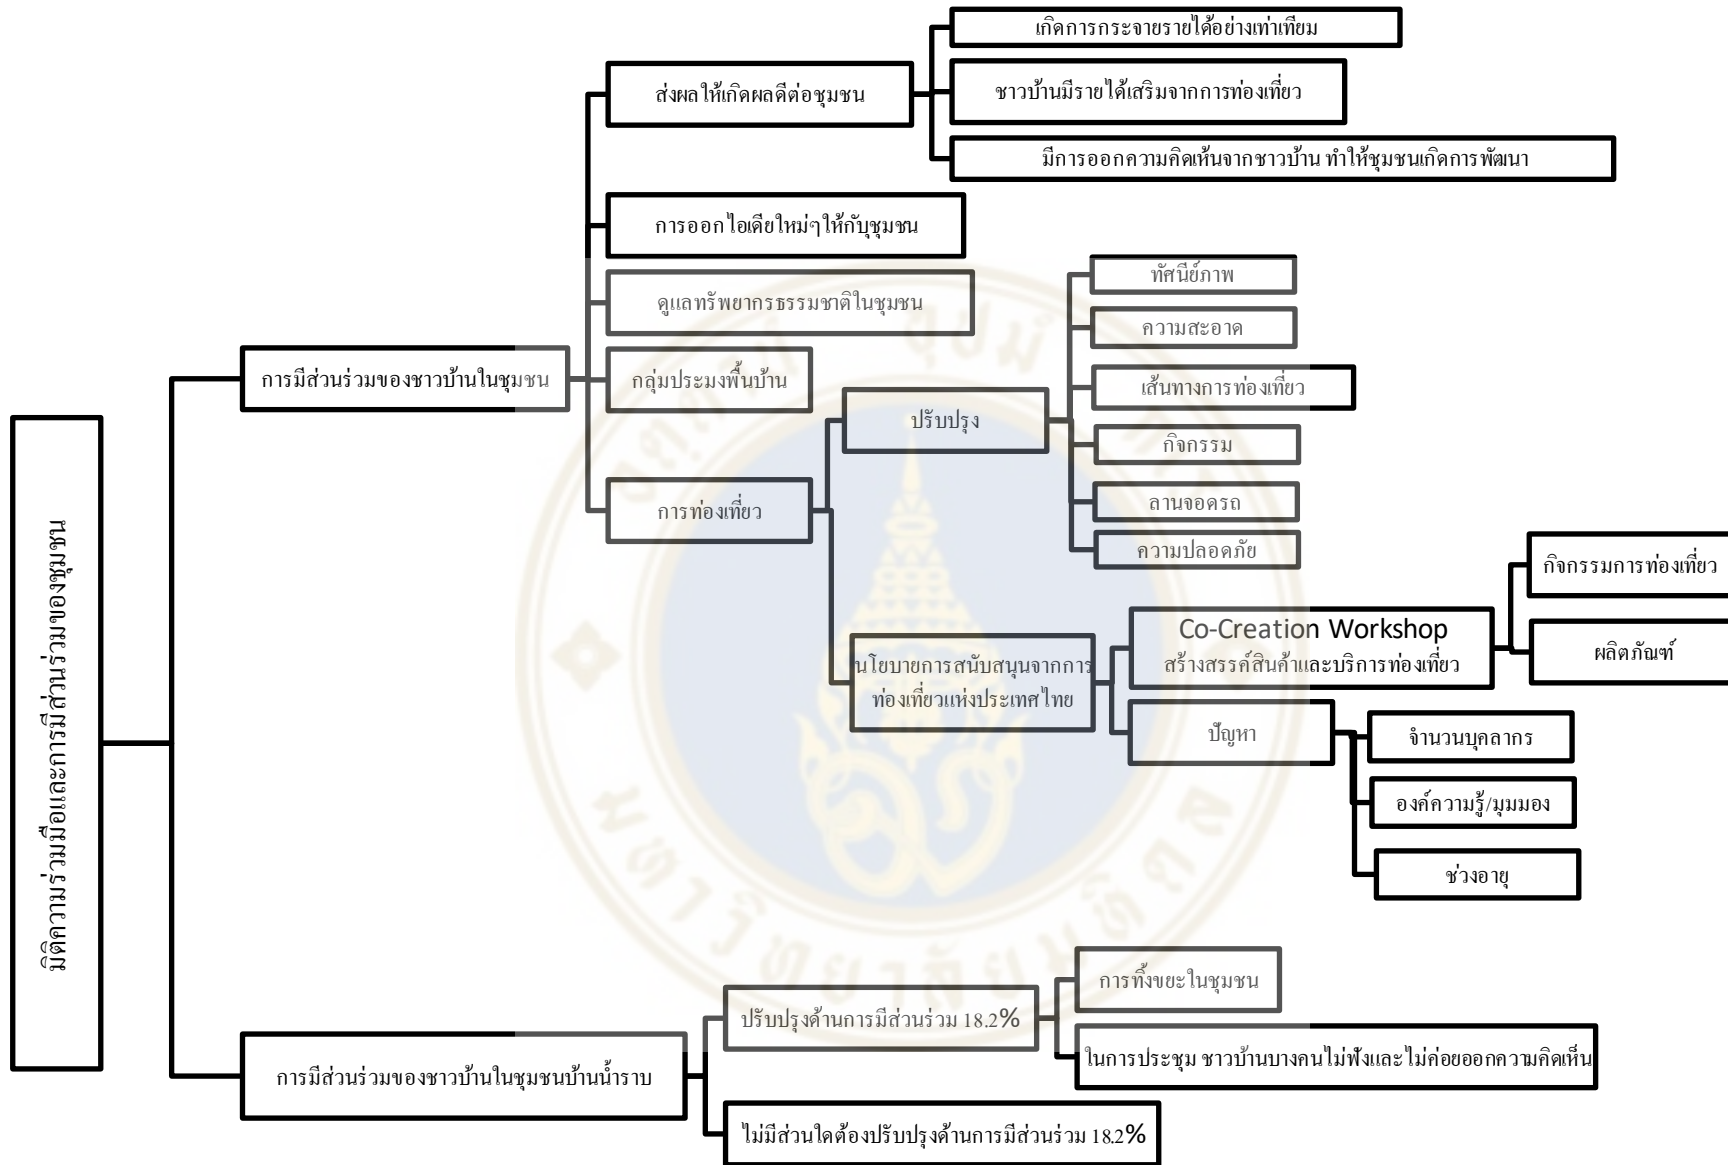 เกิดการกระจายรายได้อย่างเท่าเทียม
ส่งผลให้เกิดผลดีต่อชุมชน
ชาวบ้านมีรายได้เสริมจากการท่องเที่ยว
มีการออกความคิดเห้นจากชาวบ้าน ทำให้ชุมชนเกิดการพัฒนา
การออกไอเดียใหม่ๆให้กับุชุมชน
ดูแลทรัพยากรธรรมชาติในชุมชน
กลุ่มประมงพื้นบ้าน
การมีส่วนร่วมของชาวบ้านในชุมชน
การท่องเที่ยว
ปรับปรุง
ทัศนีย์ภาพ
ความสะอาด
เส้นทางการท่องเที่ยว
กิจกรรม
ลานจอดรถ
ความปลอดภัย
นโยบายการสนับสนุนจากการ
ท่องเที่ยวแห่งประเทศไทย
Co-Creation Workshop
สร้างสรรค์สินค้าและบริการท่องเที่ยว
กิจกรรมการท่องเที่ยว
ผลิตภัณฑ์
ปัญหา
จำนวนบุคลากร
องค์ความรู้/มุมมอง
ช่วงอายุ
มิติความร่วมมือและการมีส่วนร่วมของชุมชน
การมีส่วนร่วมของชาวบ้านในชุมชนบ้านน้ำราบ
ปรับปรุงด้านการมีส่วนร่วม 18.2%
การทิ้งขยะในชุมชน
ในการประชุม ชาวบ้านบางคนไม่ฟังและไม่ค่อยออกความคิดเห็น
ไม่มีส่วนใดต้องปรับปรุงด้านการมีส่วนร่วม 18.2%
มหาวิทยาลัยมหิดล